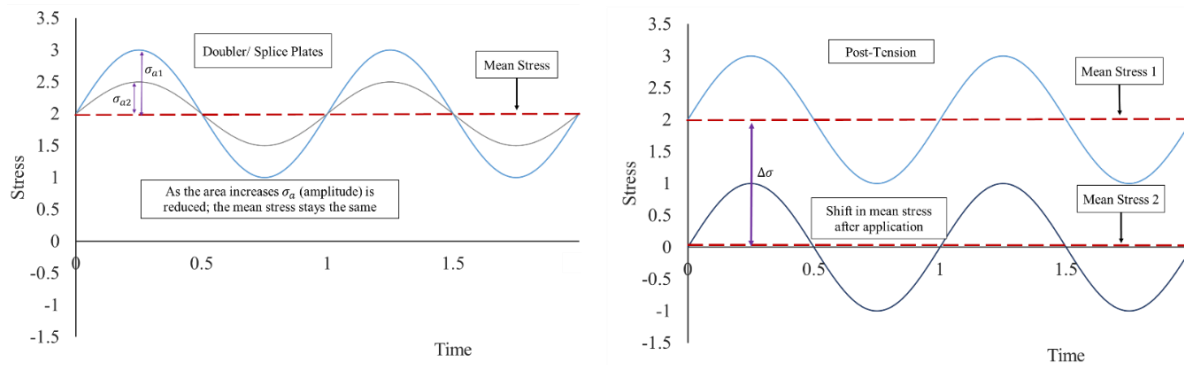 3.5
3
2.5
2
1.5
1
0.5
0
-0.5
-1
-1.5
Stress
Doubler/ Splice Plates
σa1
σa2
Mean Stress
As the area increases σa (amplitude) is
reduced; the mean stress stays the same
0
0.5
1
1.5
Time
3.5
3
2.5
2
1.5
1
0.5
0
-0.5
-1
-1.5
Stress
Post-Tension
Mean Stress 1
Δσ
Shift in mean stress
after application
Mean Stress 2
0
0.5
1
1.5
Time